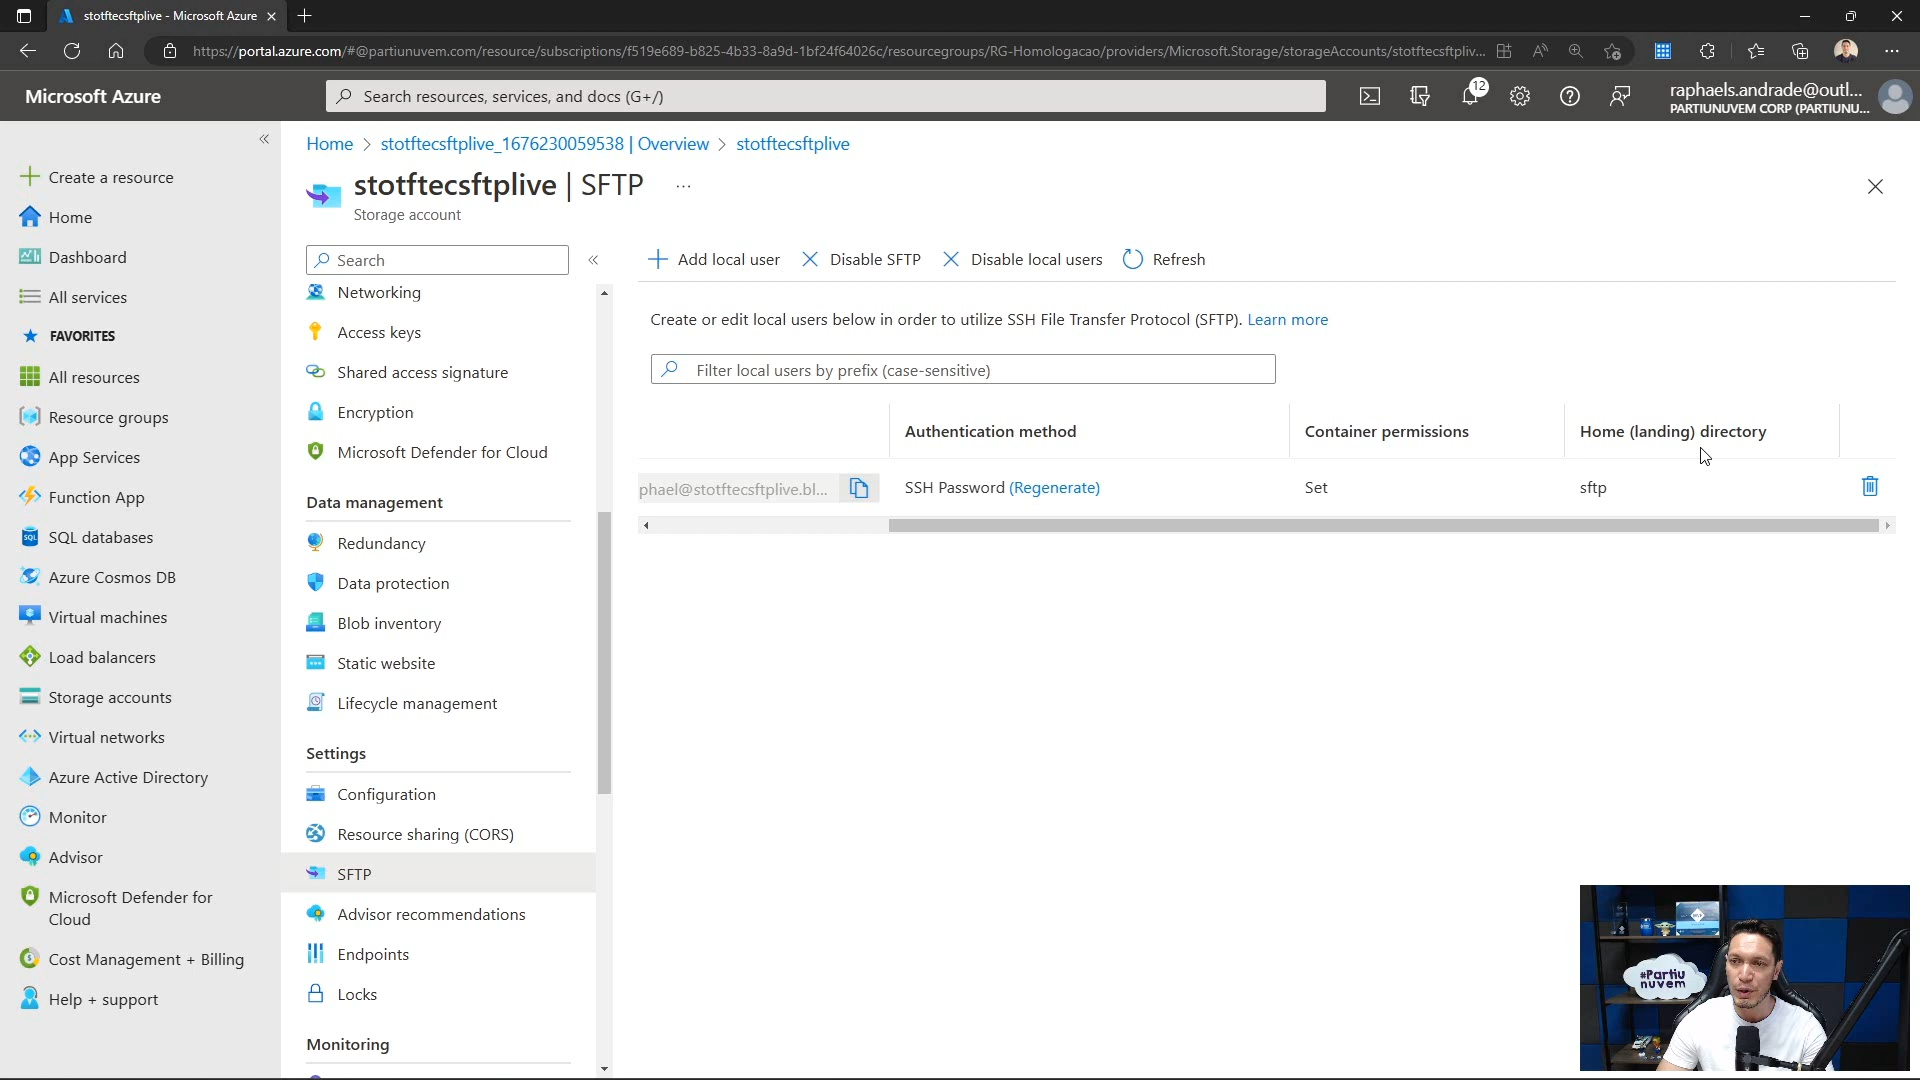 stotftecsftplive - Microsoft Azure
https://portal.azure.com/#@partiunuvem.com/resource/subscriptions/f519e689-b825-4b33-8a9d-1bf24f64026c/resourcegroups/RG-Homologacao/providers/Microsoft.Storage/storageAccounts/stotftecsftpliv...
Microsoft Azure
Search resources, services, and docs (G+/)
12
raphaels.andrade@outl...
PARTIUNUVEM CORP (PARTIUNU...
Home > stotftecsftplive_1676230059538 | Overview > stotftecsftplive
stotftecsftplive | SFTP ...
Storage account
Create a resource
Home
Dashboard
All services
FAVORITES
All resources
Resource groups
App Services
Function App
SQL databases
Azure Cosmos DB
Virtual machines
Load balancers
Storage accounts
Virtual networks
Azure Active Directory
Monitor
Advisor
Microsoft Defender for
Cloud
Cost Management + Billing
Help + support
Search
Networking
Access keys
Shared access signature
Encryption
Microsoft Defender for Cloud
Data management
Redundancy
Data protection
Blob inventory
Static website
Lifecycle management
Settings
Configuration
Resource sharing (CORS)
SFTP
Advisor recommendations
Endpoints
Locks
Monitoring
Add local user
Disable SFTP
Disable local users
Refresh
Create or edit local users below in order to utilize SSH File Transfer Protocol (SFTP). Learn more
Filter local users by prefix (case-sensitive)
Authentication method
Container permissions
Home (landing) directory
phael@stotftecsftplive.bl...
SSH Password (Regenerate)
Set
sftp
#Partiu
nuvem